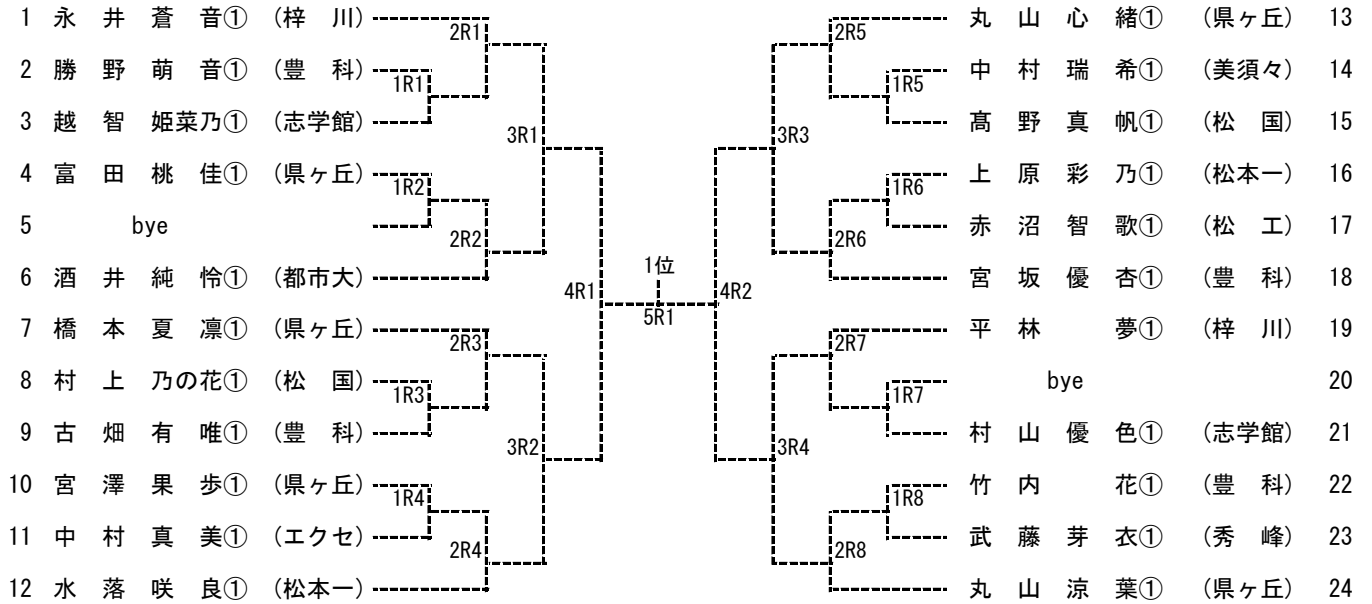 1 永 井 蒼 音① (梓 川) 2R1 2R5 丸 山 心 緒① (県ヶ丘) 13
2 勝 野 萌 音① (豊 科) 1R1 1R5 中 村 瑞 希① (美須々) 14
3 越 智 姫菜乃① (志学館) 3R1 3R3 髙 野 真 帆① (松 国) 15
4 富 田 桃 佳① (県ヶ丘) 1R2 1R6 上 原 彩 乃① (松本一) 16
5 bye 2R2 2R6 赤 沼 智 歌① (松 工) 17
6 酒 井 純 怜① (都市大) 4R1 1位 4R2 宮 坂 優 杏① (豊 科) 18
5R1
7 橋 本 夏 凛① (県ヶ丘) 2R3 2R7 平 林 夢① (梓 川) 19
8 村 上 乃の花① (松 国) 1R3 1R7 bye 20
9 古 畑 有 唯① (豊 科) 3R2 3R4 村 山 優 色① (志学館) 21
10 宮 澤 果 歩① (県ヶ丘) 1R4 1R8 竹 内 花① (豊 科) 22
11 中 村 真 美① (エクセ) 2R4 2R8 武 藤 芽 衣① (秀 峰) 23
12 水 落 咲 良① (松本一) 丸 山 涼 葉① (県ヶ丘) 24